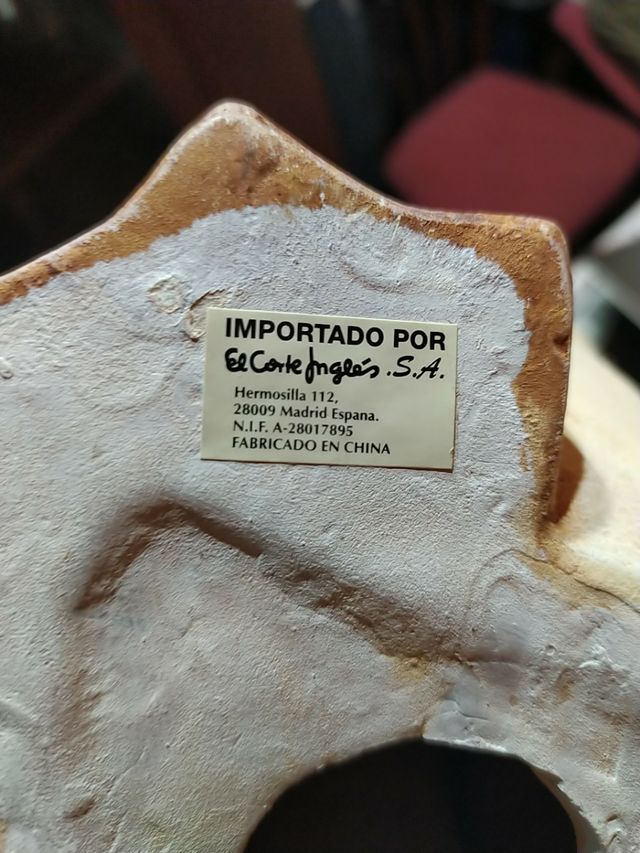 IMPORTADO POR
El Corte Inglés .S.A.
Hermosilla 112,
28009 Madrid Espana.
N.I.F. A-28017895
FABRICADO EN CHINA